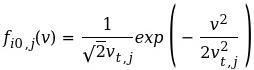 f_{i0,j}(v) = \frac{1}{\sqrt{2} v_{t,j}} exp \left( - \frac{v^2}{2v_{t,j}^2} \right)